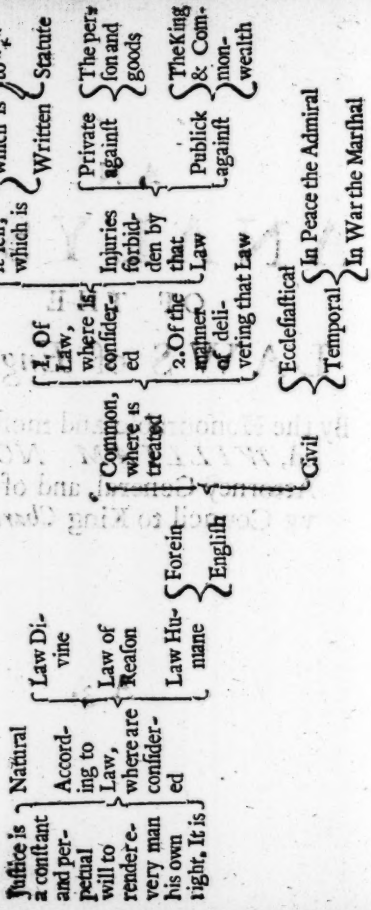 Juſtice is
a conſtant
and per-
petual
will to
render e-
very man
his own
right, It is
Natural
Accord-
ing to
Law,
where are
conſider-
ed
Law Di-
vine
Law of
Reaſon
Law Hu-
mane
Forein
Engliſh
Common,
where is
treated
Civil
1. Of
Law,
where is
conſider-
ed
2. Of the
manner
of deli-
vering that Law
Eccleſiaſtical
Temporal
In Peace the Admiral
In War the Marſhal
which is
Injuries
forbid-
den by
that
Law
Written
Statute
Private
againſt
Publick
againſt
The per-
ſon and
goods
The King
& Com-
mon-
wealth